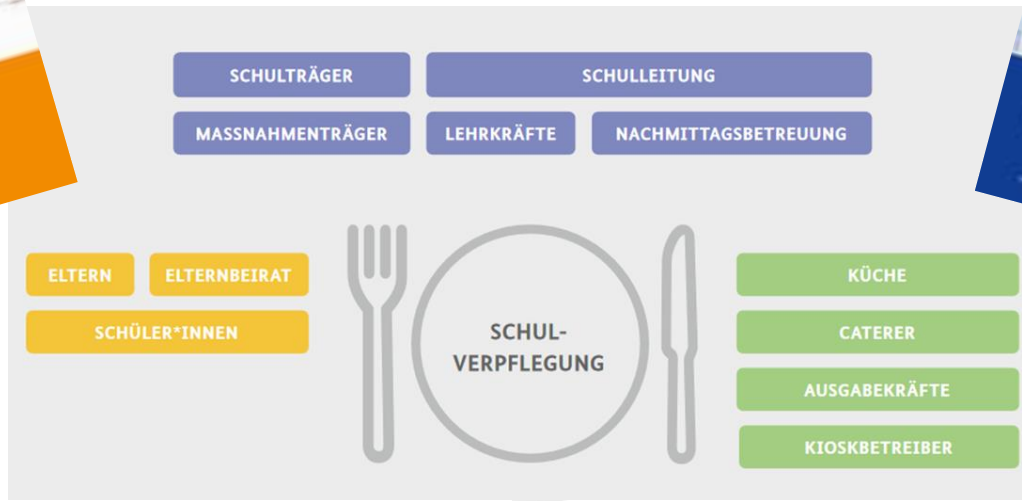 SCHULTRÄGER
SCHULLEITUNG
MASSNAHMENTRÄGER
LEHRKRÄFTE
NACHMITTAGSBETREUUNG
ELTERN
ELTERNBEIRAT
SCHÜLER*INNEN
SCHUL-
VERPFLEGUNG
KÜCHE
CATERER
AUSGABEKRÄFTE
KIOSKBETREIBER